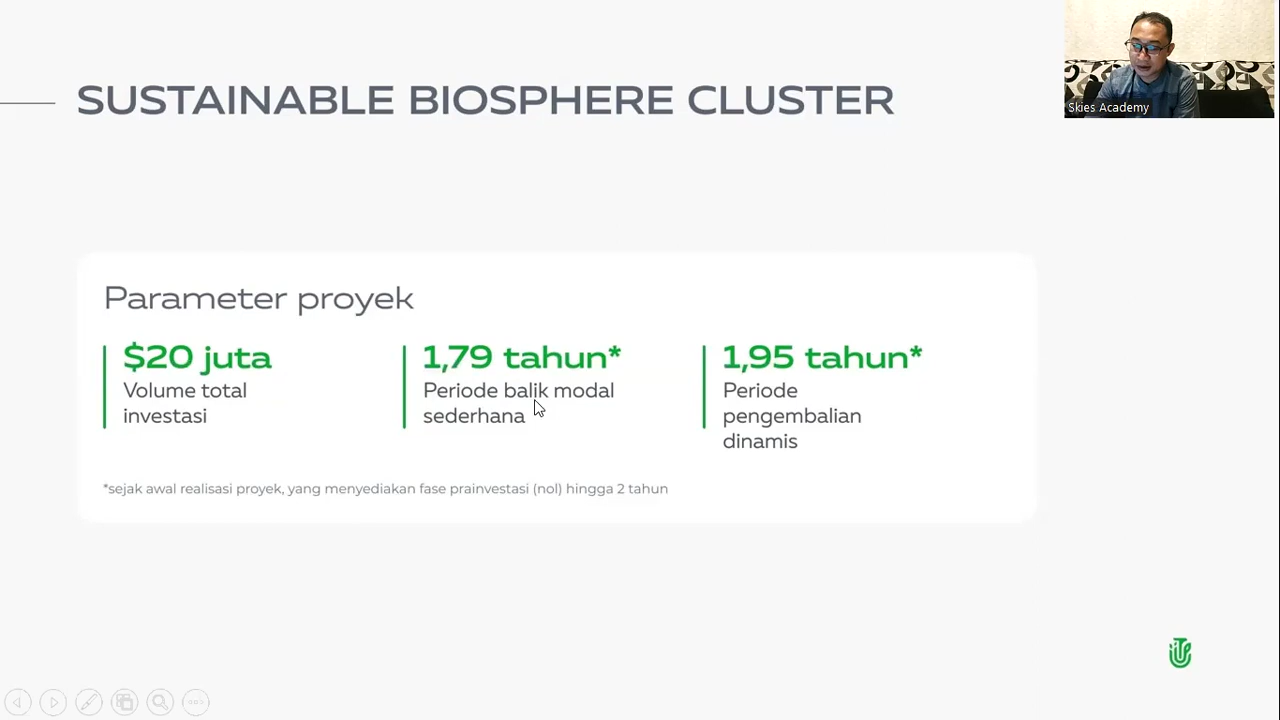 SUSTAINABLE BIOSPHERE CLUSTER
Skies Academy
Parameter proyek
$20 juta
Volume total
investasi
1,79 tahun*
Periode balik modal
sederhana
1,95 tahun*
Periode
pengembalian
dinamis
*sejak awal realisasi proyek, yang menyediakan fase prainvestasi (nol) hingga 2 tahun